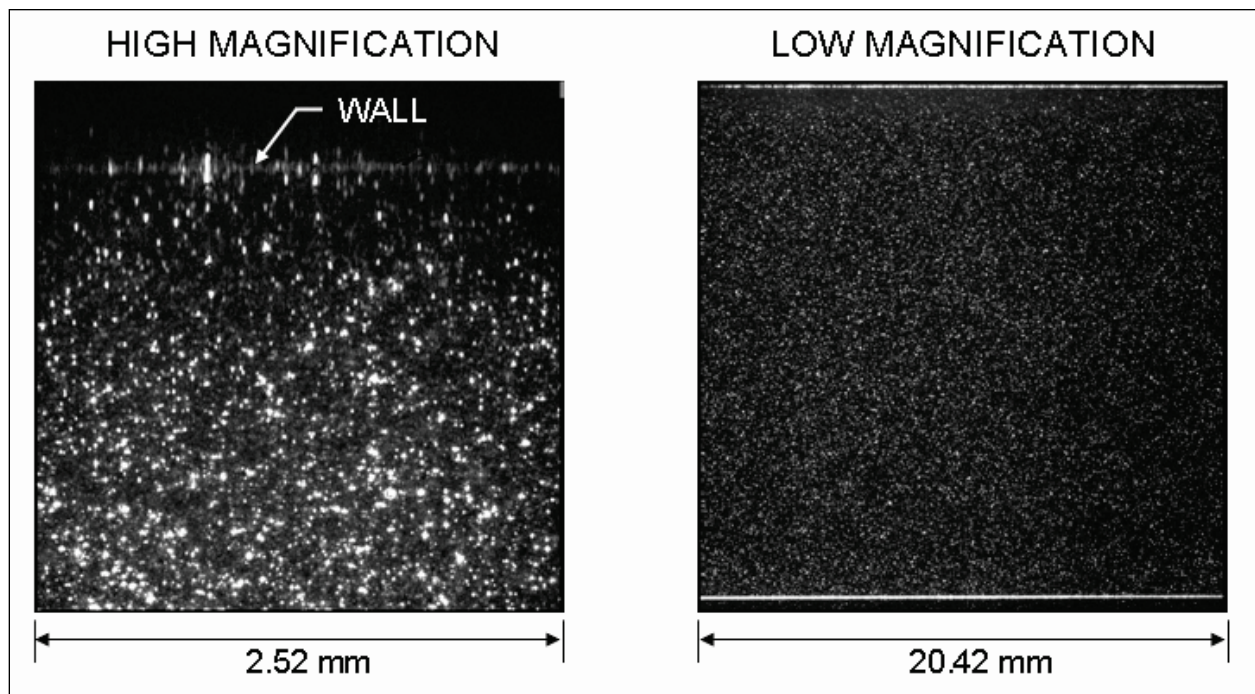 HIGH MAGNIFICATION
LOW MAGNIFICATION
WALL
2.52 mm
20.42 mm